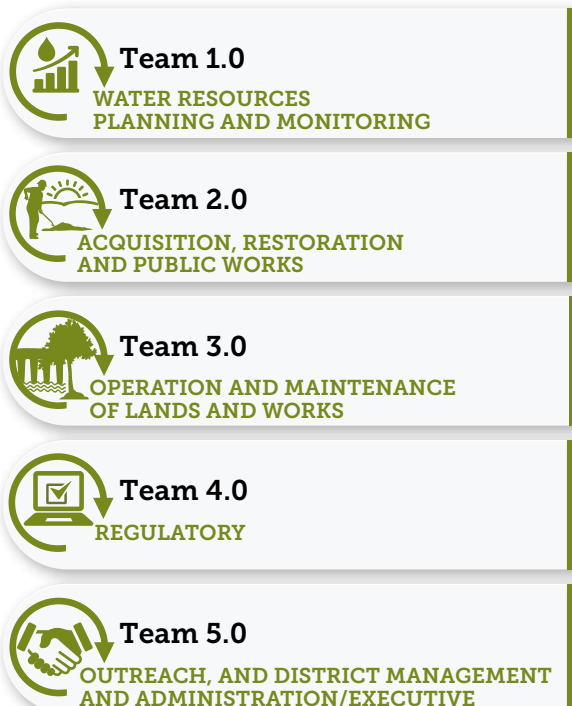 Team 1.0
WATER RESOURCES
PLANNING AND MONITORING
Team 2.0
ACQUISITION, RESTORATION
AND PUBLIC WORKS
Team 3.0
OPERATION AND MAINTENANCE
OF LANDS AND WORKS
Team 4.0
REGULATORY
Team 5.0
OUTREACH, AND DISTRICT MANAGEMENT
AND ADMINISTRATION/EXECUTIVE